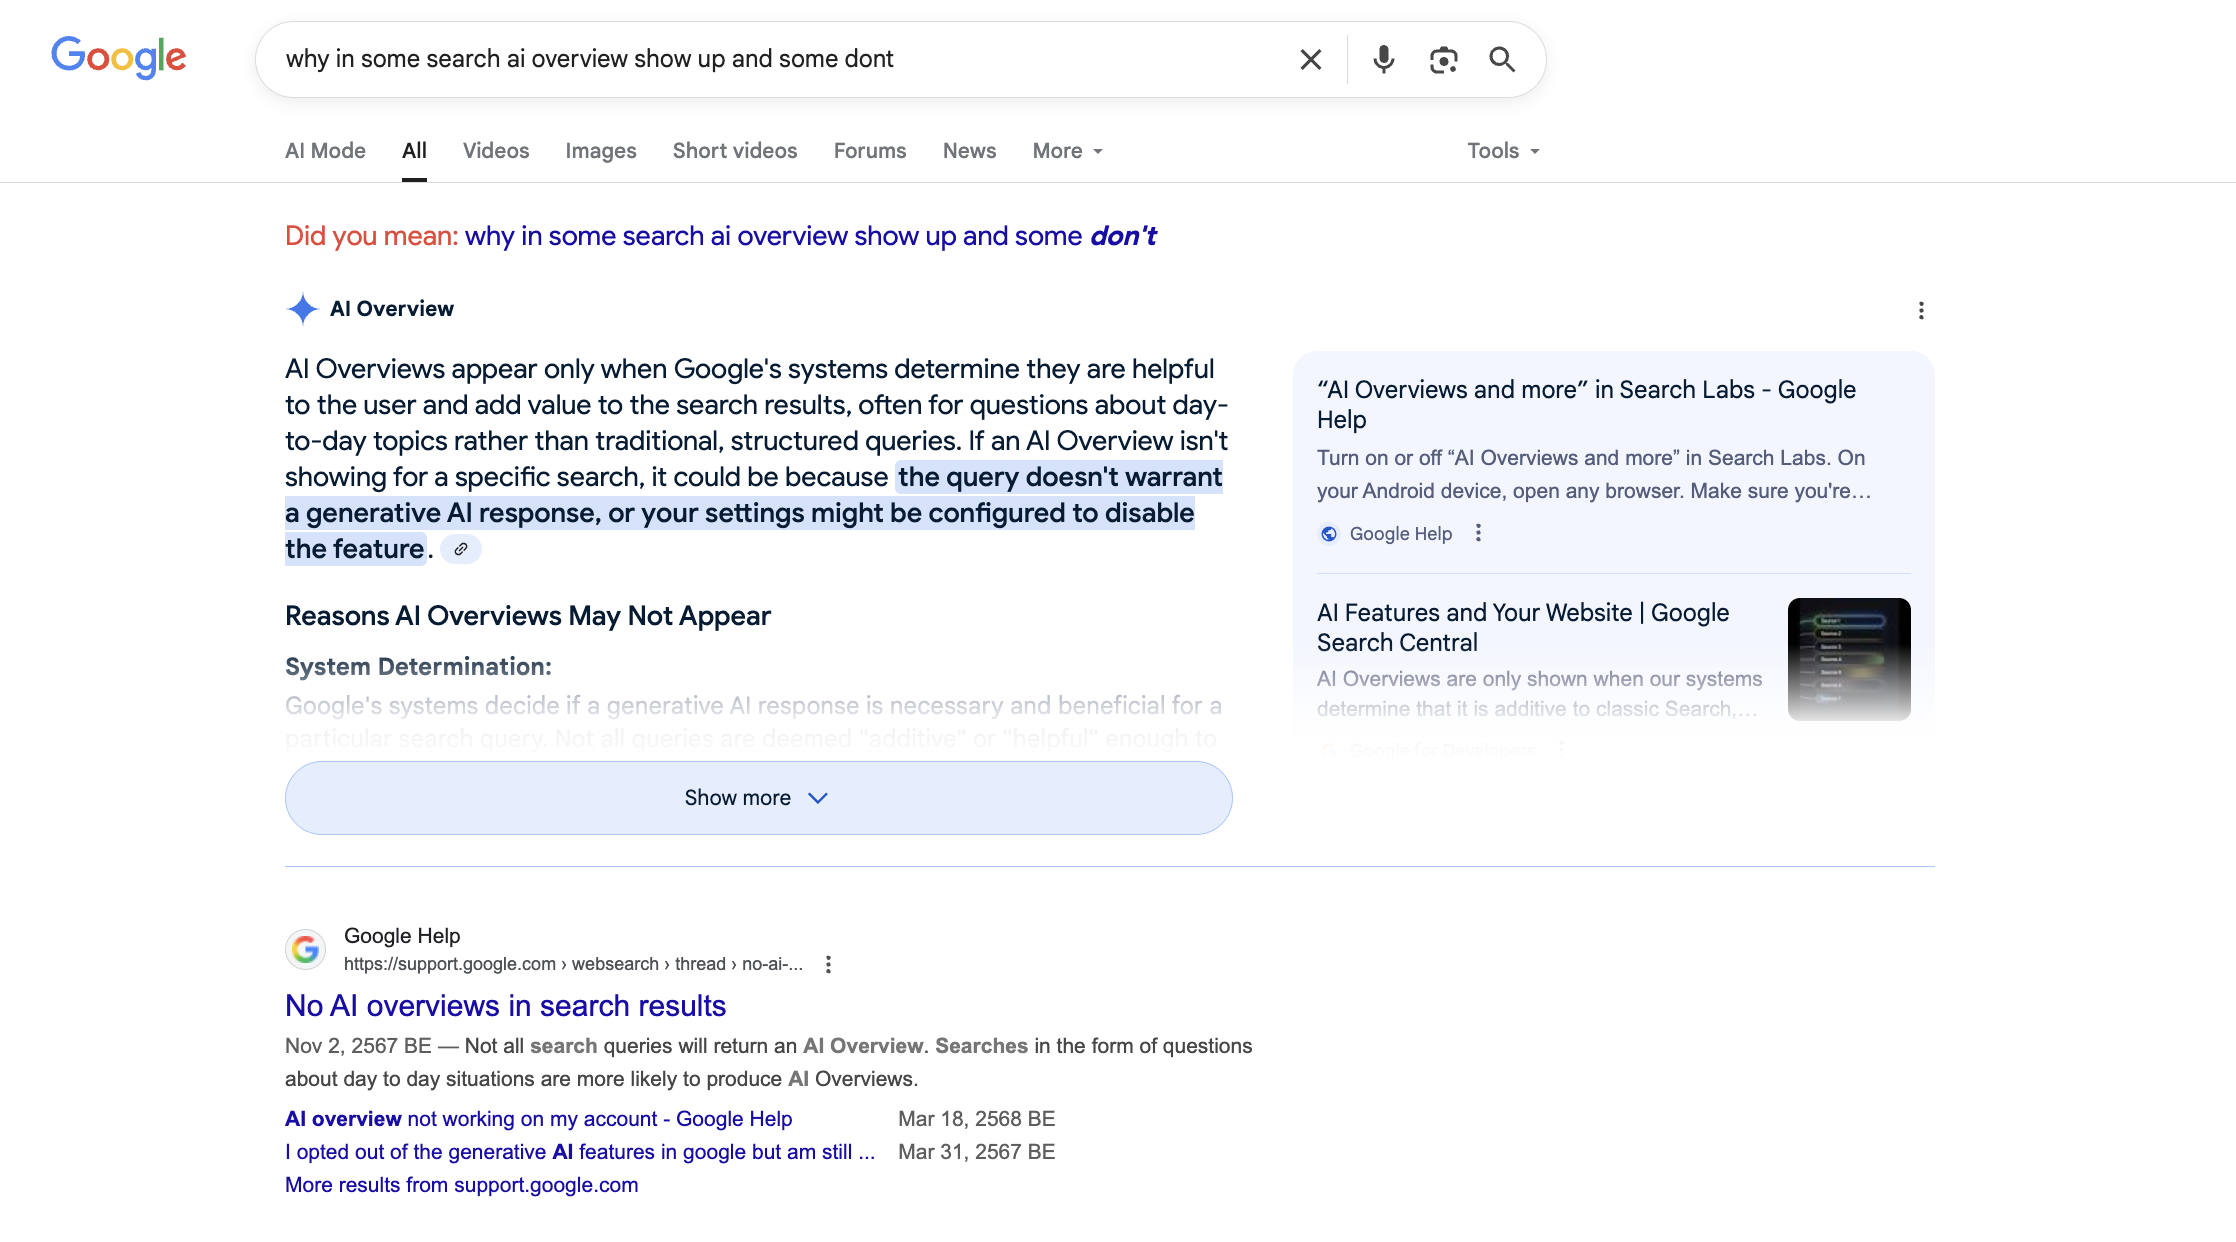 Google
why in some search ai overview show up and some dont
AI Mode
All
Videos
Images
Short videos
Forums
News
More
Tools
Did you mean: why in some search ai overview show up and some don't
AI Overview
AI Overviews appear only when Google's systems determine they are helpful
to the user and add value to the search results, often for questions about day-
to-day topics rather than traditional, structured queries. If an AI Overview isn't
showing for a specific search, it could be because the query doesn't warrant
a generative AI response, or your settings might be configured to disable
the feature.
Reasons AI Overviews May Not Appear
System Determination:
Google's systems decide if a generative AI response is necessary and beneficial for a
particular search query. Not all queries are deemed "additive" or "helpful" enough to
Show more
“AI Overviews and more” in Search Labs - Google
Help
Turn on or off “AI Overviews and more” in Search Labs. On
your Android device, open any browser. Make sure you're...
Google Help
AI Features and Your Website | Google
Search Central
AI Overviews are only shown when our systems
determine that it is additive to classic Search,...
Google for Developers
Google Help
https://support.google.com › websearch › thread › no-ai-...
No AI overviews in search results
Nov 2, 2567 BE — Not all search queries will return an AI Overview. Searches in the form of questions
about day to day situations are more likely to produce AI Overviews.
AI overview not working on my account - Google Help
Mar 18, 2568 BE
I opted out of the generative AI features in google but am still ...
Mar 31, 2567 BE
More results from support.google.com